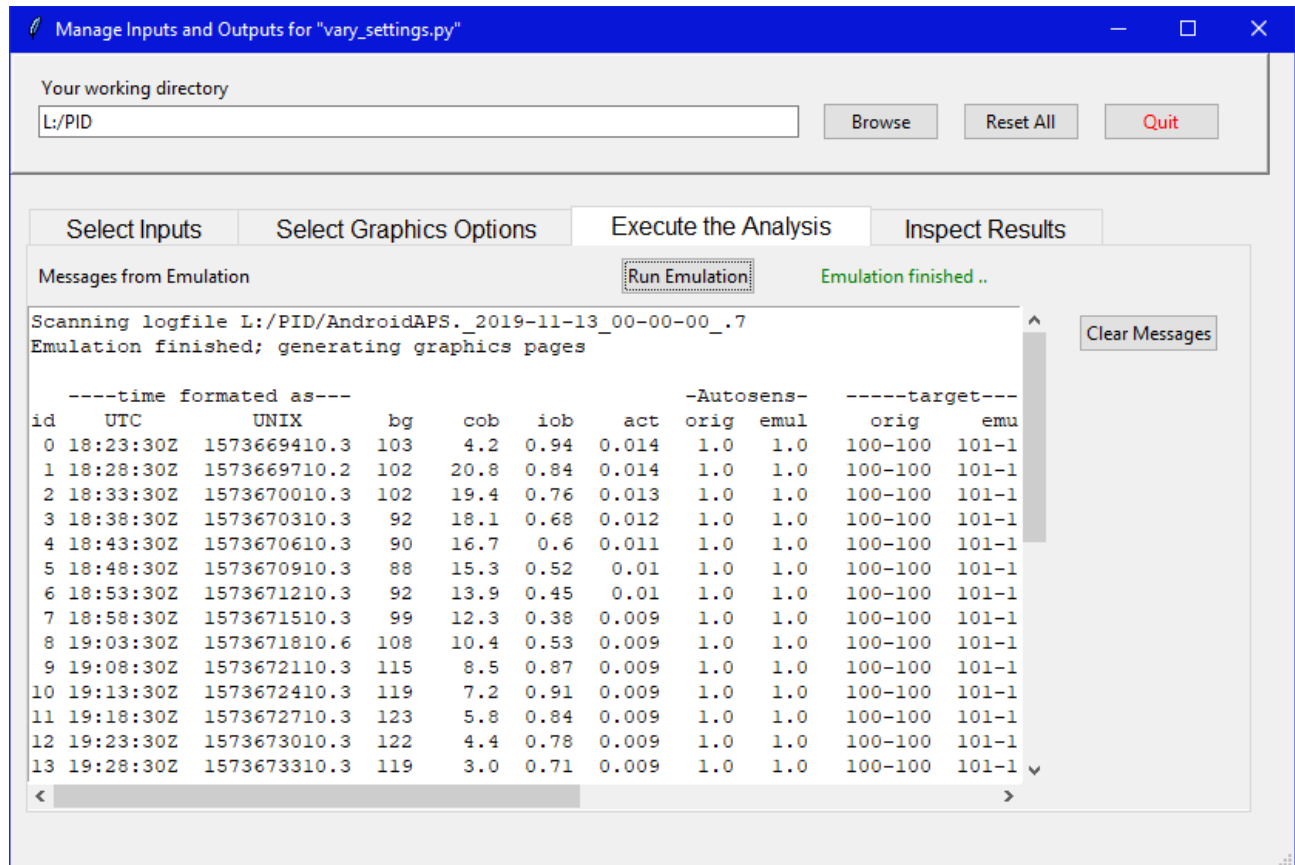 Manage Inputs and Outputs for "vary_settings.py"
Your working directory
L:/PID
Browse
Reset All
Quit
Select Inputs
Select Graphics Options
Execute the Analysis
Inspect Results
Messages from Emulation
Run Emulation
Emulation finished ..
Clear Messages
Scanning logfile L:/PID/AndroidAPS._2019-11-13_00-00-00_.7
Emulation finished; generating graphics pages
----time formated as--- -Autosens- -----target---
id UTC UNIX bg cob iob act orig emul orig emu
0 18:23:30Z 1573669410.3 103 4.2 0.94 0.014 1.0 1.0 100-100 101-1
1 18:28:30Z 1573669710.2 102 20.8 0.84 0.014 1.0 1.0 100-100 101-1
2 18:33:30Z 1573670010.3 102 19.4 0.76 0.013 1.0 1.0 100-100 101-1
3 18:38:30Z 1573670310.3 92 18.1 0.68 0.012 1.0 1.0 100-100 101-1
4 18:43:30Z 1573670610.3 90 16.7 0.6 0.011 1.0 1.0 100-100 101-1
5 18:48:30Z 1573670910.3 88 15.3 0.52 0.01 1.0 1.0 100-100 101-1
6 18:53:30Z 1573671210.3 92 13.9 0.45 0.01 1.0 1.0 100-100 101-1
7 18:58:30Z 1573671510.3 99 12.3 0.38 0.009 1.0 1.0 100-100 101-1
8 19:03:30Z 1573671810.6 108 10.4 0.53 0.009 1.0 1.0 100-100 101-1
9 19:08:30Z 1573672110.3 115 8.5 0.87 0.009 1.0 1.0 100-100 101-1
10 19:13:30Z 1573672410.3 119 7.2 0.91 0.009 1.0 1.0 100-100 101-1
11 19:18:30Z 1573672710.3 123 5.8 0.84 0.009 1.0 1.0 100-100 101-1
12 19:23:30Z 1573673010.3 122 4.4 0.78 0.009 1.0 1.0 100-100 101-1
13 19:28:30Z 1573673310.3 119 3.0 0.71 0.009 1.0 1.0 100-100 101-1